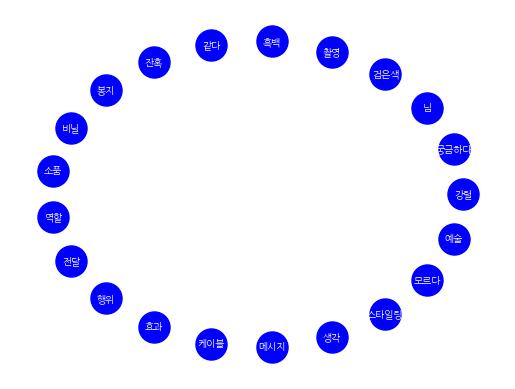 흑백
같다
촬영
잔혹
검은색
봉지
님
비닐
궁금하다
소품
강렬
역할
예술
전달
모르다
행위
스타일링
효과
생각
케이블
메시지